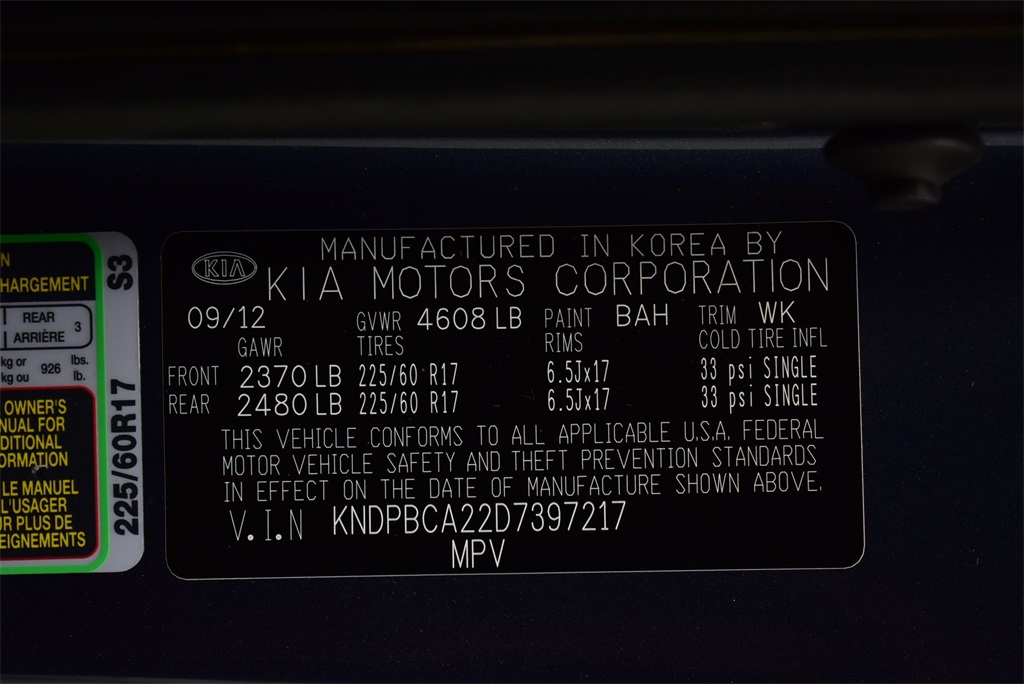 N
HARGEMENT
REAR
ARRIÈRE 3
kg or 926 lbs.
kg ou lb.
OWNER'S
NUAL FOR
DITIONAL
ORMATION
LE MANUEL
L'USAGER
UR PLUS DE
EIGNEMENTS
225/60R17 S3
KIA
MANUFACTURED IN KOREA BY
KIA MOTORS CORPORATION
09/12 GVWR 4608 LB PAINT BAH TRIM WK
GAWR TIRES RIMS COLD TIRE INFL
FRONT 2370 LB 225/60 R17 6.5Jx17 33 psi SINGLE
REAR 2480 LB 225/60 R17 6.5Jx17 33 psi SINGLE
THIS VEHICLE CONFORMS TO ALL APPLICABLE U.S.A. FEDERAL
MOTOR VEHICLE SAFETY AND THEFT PREVENTION STANDARDS
IN EFFECT ON THE DATE OF MANUFACTURE SHOWN ABOVE.
V.I.N KNDPBCA22D7397217
MPV